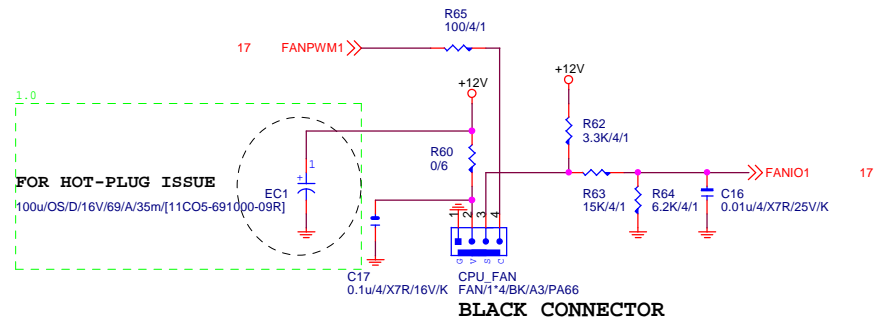 R65
100/4/1
17 FANPWM1
+12V
+12V
1.0
R62
3.3K/4/1
R60
0/6
1
+
FOR HOT-PLUG ISSUE
EC1
100u/OS/D/16V/69/A/35m/[11CO5-691000-09R]
FANIO1 17
R63
15K/4/1
R64
6.2K/4/1
C16
0.01u/4/X7R/25V/K
1 2 3 4
G V S C
C17
0.1u/4/X7R/16V/K
CPU_FAN
FAN/1*4/BK/A3/PA66
BLACK CONNECTOR